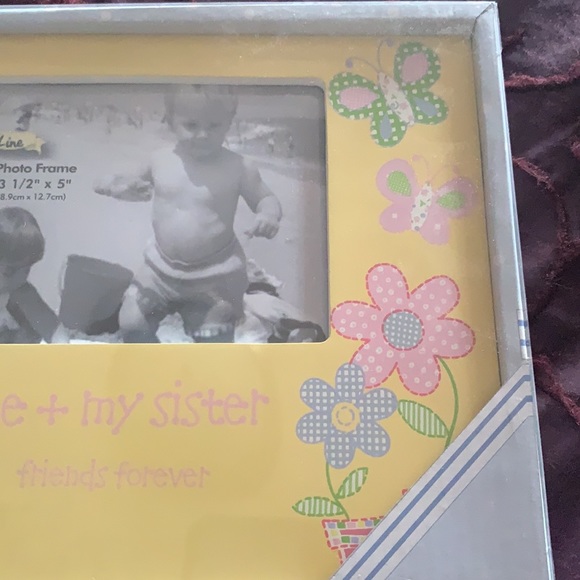 Line
Photo Frame
3 1/2" x 5"
8.9cm x 12.7cm)
e + my sister
friends forever